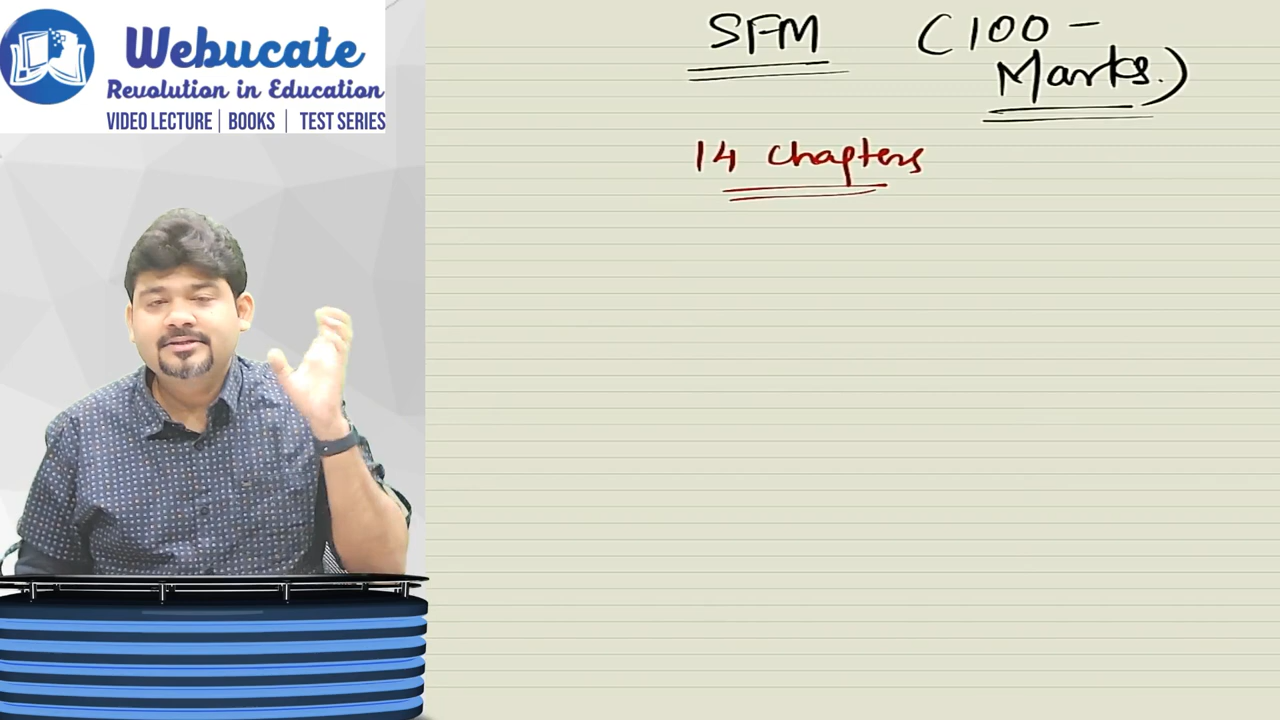 Webucate
Revolution in Education
VIDEO LECTURE | BOOKS | TEST SERIES
SFM (100 -
Marks.)
14 chapters